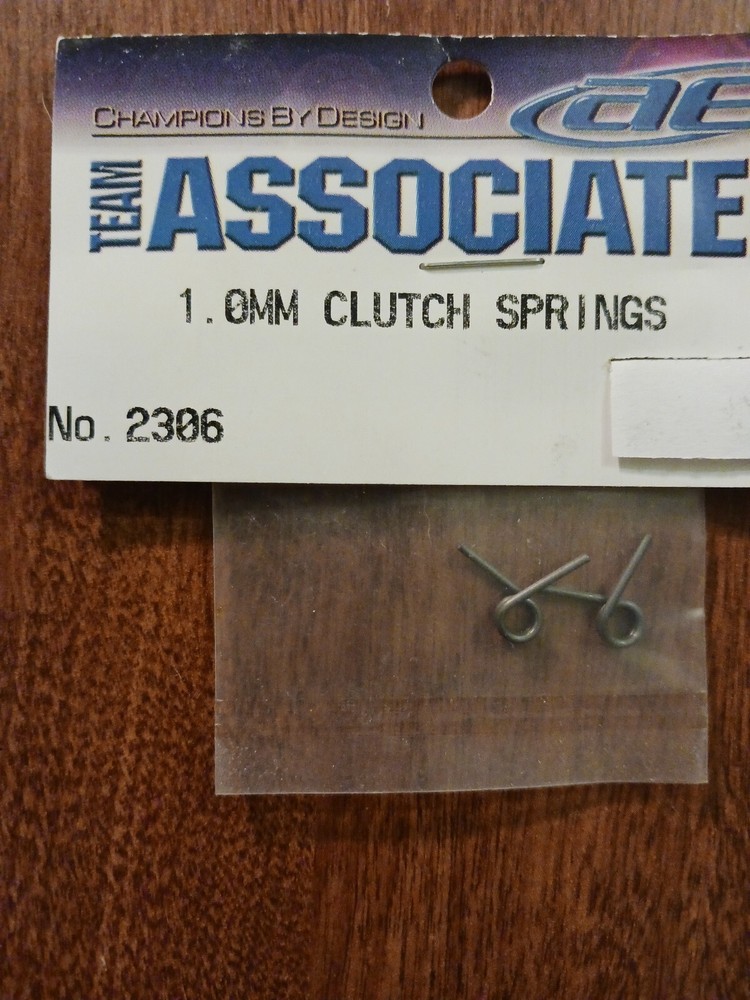 CHAMPIONS BY DESIGN
ae
TEAM
ASSOCIATE
1.0MM CLUTCH SPRINGS
No. 2306